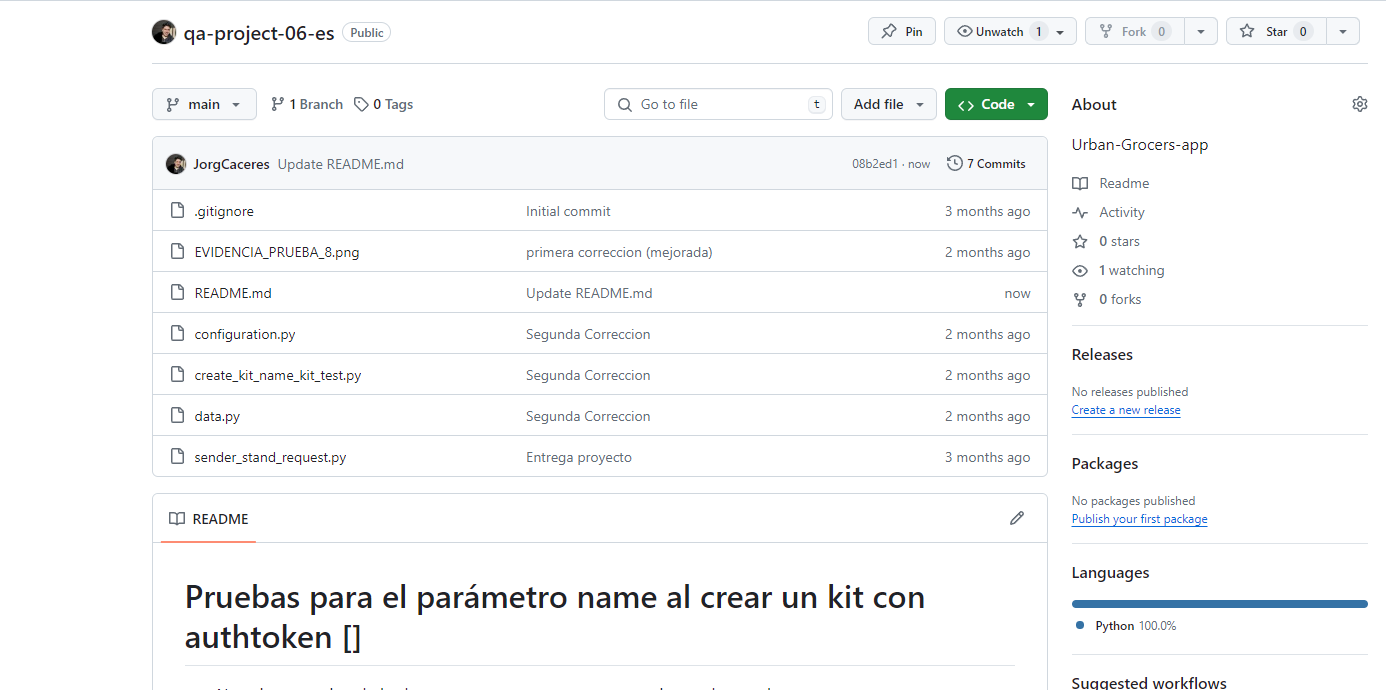 qa-project-06-es Public
Pin Unwatch 1 Fork 0 Star 0
main 1 Branch 0 Tags Go to file t Add file Code
JorgCaceres Update README.md 08b2ed1 · now 7 Commits
.gitignore Initial commit 3 months ago
EVIDENCIA_PRUEBA_8.png primera correccion (mejorada) 2 months ago
README.md Update README.md now
configuration.py Segunda Correccion 2 months ago
create_kit_name_kit_test.py Segunda Correccion 2 months ago
data.py Segunda Correccion 2 months ago
sender_stand_request.py Entrega proyecto 3 months ago
README
Pruebas para el parámetro name al crear un kit con
authtoken []
About
Urban-Grocers-app
Readme
Activity
0 stars
1 watching
0 forks
Releases
No releases published
Create a new release
Packages
No packages published
Publish your first package
Languages
Python 100.0%
Suggested workflows